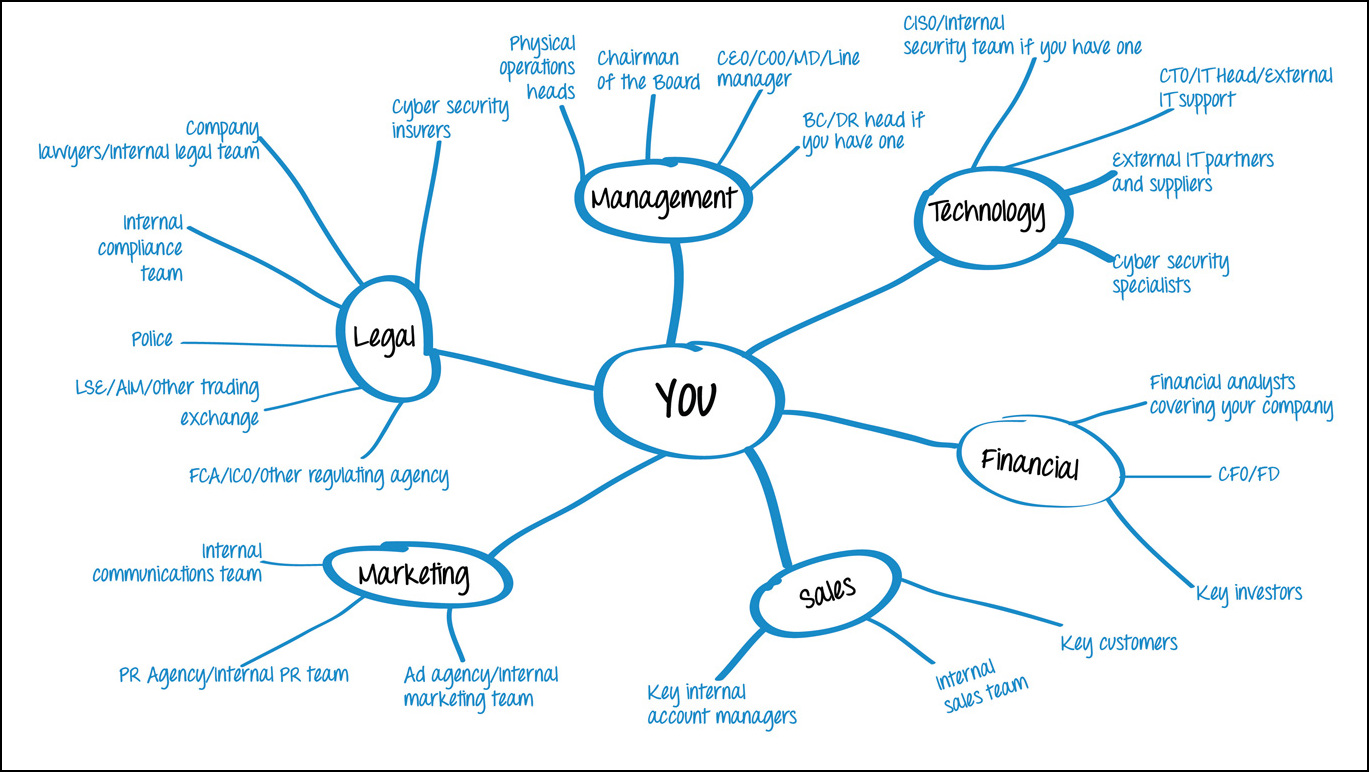 CISO/Internal
security team if you have one
Physical
operations
heads
Chairman
of the Board
CEO/COO/MD/Line
manager
CTO/IT Head/External
IT support
Cyber security
insurers
BC/DR head if
you have one
Company
lawyers/Internal legal team
External IT partners
and suppliers
Management
Technology
Internal
compliance
team
Cyber security
specialists
Police
Legal
LSE/AIM/Other trading
exchange
YOU
Financial analysts
covering your company
FCA/ICO/Other regulating agency
Financial
CFO/FD
Internal
communications team
Marketing
Sales
Key investors
Key customers
PR Agency/Internal PR team
Ad agency/Internal
marketing team
Key internal
account managers
Internal
sales team